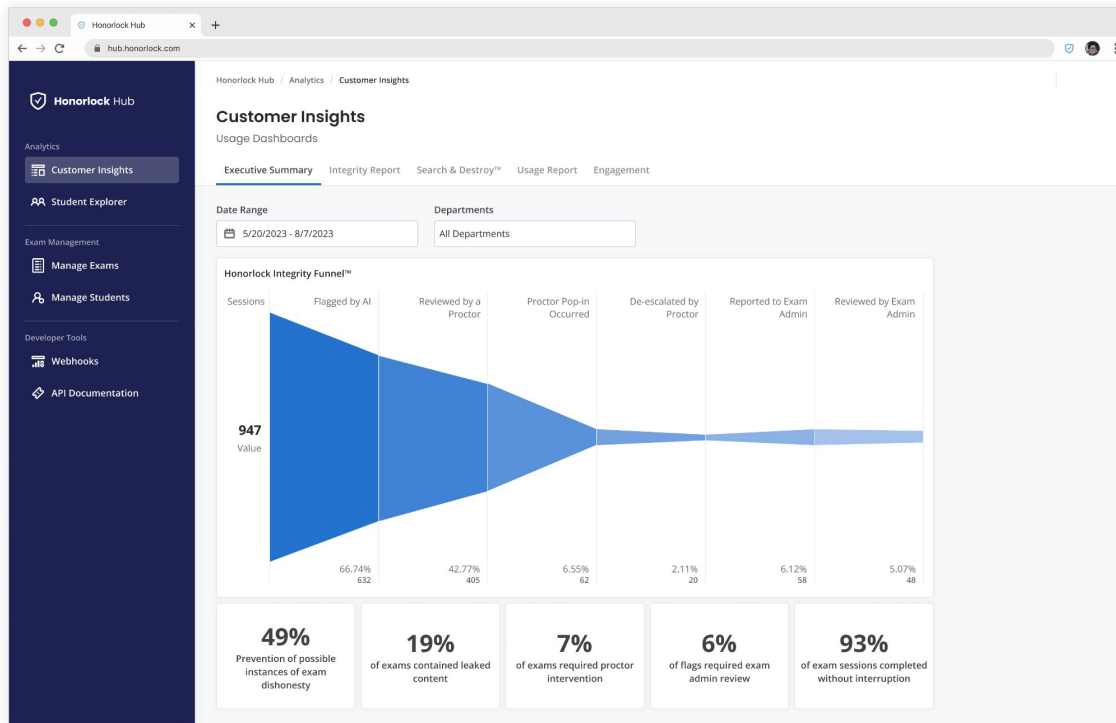 Honorlock Hub
hub.honorlock.com
Honorlock Hub
Analytics
Customer Insights
Student Explorer
Exam Management
Manage Exams
Manage Students
Developer Tools
Webhooks
API Documentation
Honorlock Hub / Analytics / Customer Insights
Customer Insights
Usage Dashboards
Executive Summary Integrity Report Search & Destroy™ Usage Report Engagement
Date Range Departments
5/20/2023 - 8/7/2023 All Departments
Honorlock Integrity Funnel™
Sessions Flagged by AI Reviewed by a Proctor Proctor Pop-in Occurred De-escalated by Proctor Reported to Exam Admin Reviewed by Exam Admin
947
Value
66.74% 42.77% 6.55% 2.11% 6.12% 5.07%
632 405 62 20 58 48
49%
Prevention of possible
instances of exam
dishonesty
19%
of exams contained leaked
content
7%
of exams required proctor
intervention
6%
of flags required exam
admin review
93%
of exam sessions completed
without interruption